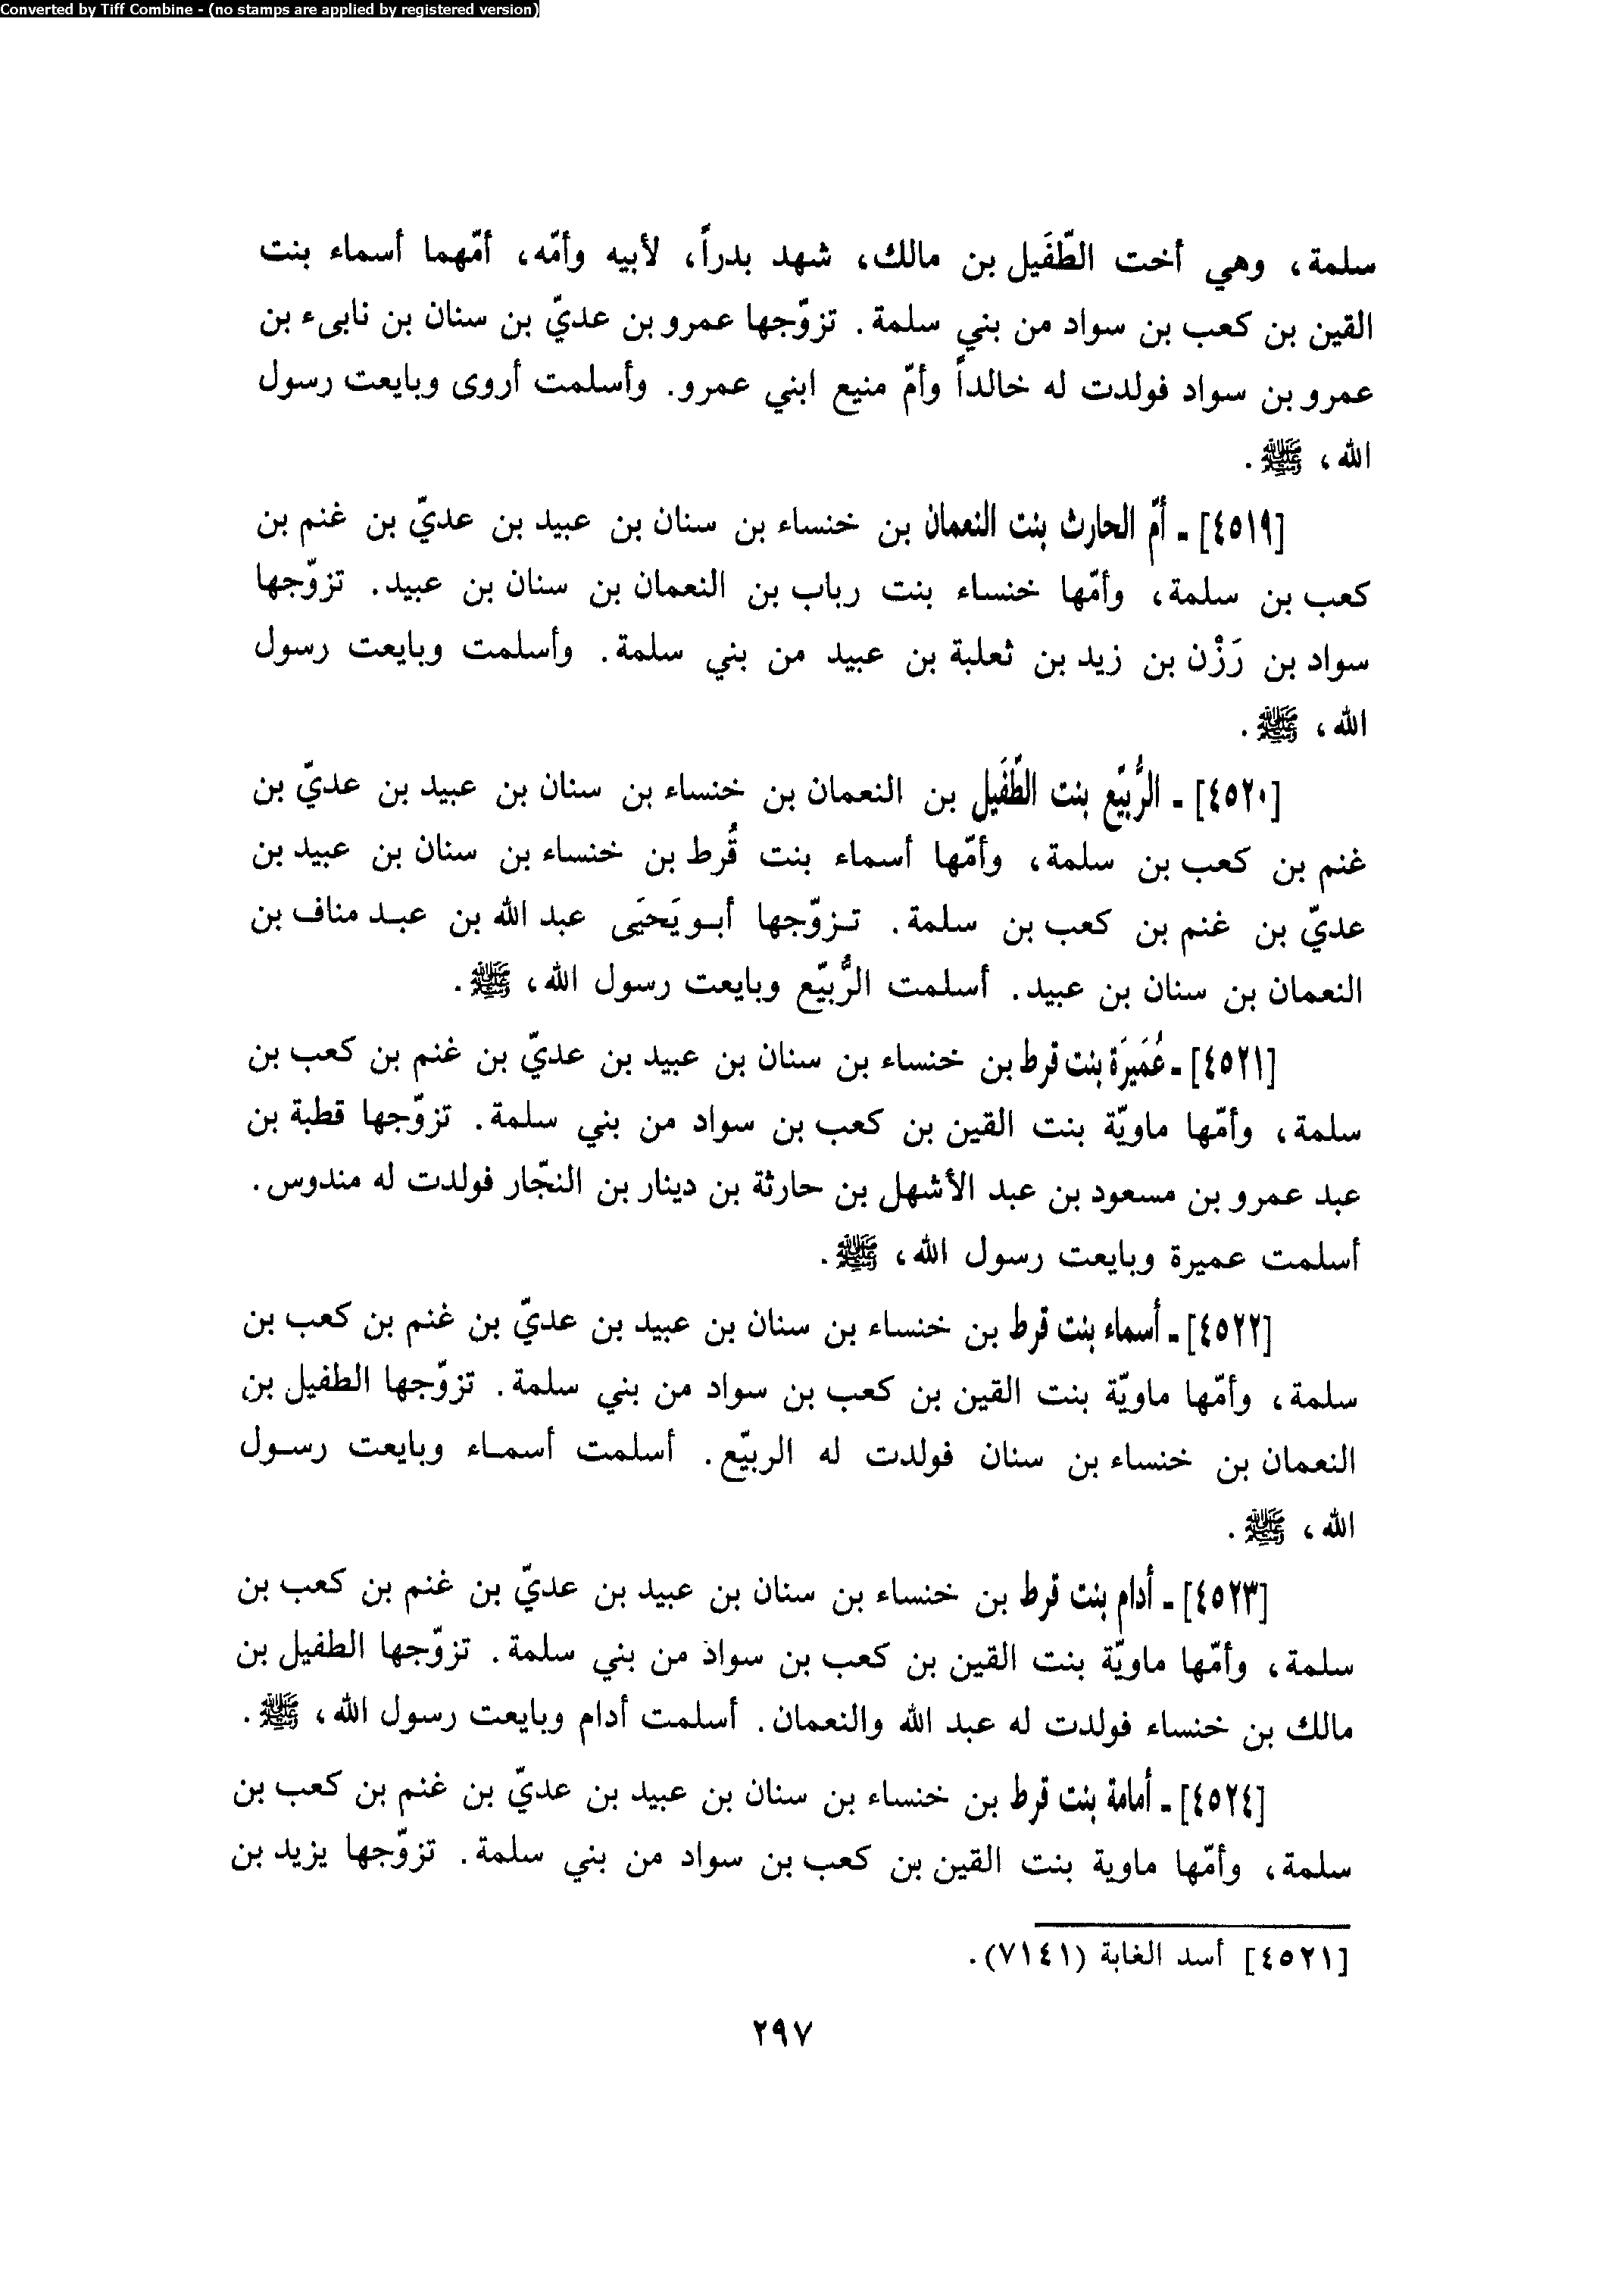 Converted by Tiff Combine - (no stamps are applied by registered version)
سلمة، وهي أخت الطّفَيل بن مالك، شهد بدراً، لأبيه وأمّه، أمّهما أسماء بنت
القين بن كعب بن سواد من بني سلمة. تزوّجها عمرو بن عديّ بن سنان بن نابىء بن
عمرو بن سواد فولدت له خالداً وأمّ منيع ابني عمرو. وأسلمت أروى وبايعت رسول
الله، ﷺ.
[٤٥١٩] - أمّ الحارث بنت النعمان بن خنساء بن سنان بن عبيد بن عديّ بن غنم بن
كعب بن سلمة، وأمّها خنساء بنت رباب بن النعمان بن سنان بن عبيد. تزوّجها
سواد بن رَزْن بن زيد بن ثعلبة بن عبيد من بني سلمة. وأسلمت وبايعت رسول
الله، ﷺ.
[٤٥٢٠] - الرُّبيّع بنت الطّفَيل بن النعمان بن خنساء بن سنان بن عبيد بن عديّ بن
غنم بن كعب بن سلمة، وأمّها أسماء بنت قُرط بن خنساء بن سنان بن عبيد بن
عديّ بن غنم بن كعب بن سلمة. تزوّجها أبو يَحيَى عبد الله بن عبد مناف بن
النعمان بن سنان بن عبيد. أسلمت الرُّبيّع وبايعت رسول الله، ﷺ.
[٤٥٢١] - عُمَيرَة بنت قرط بن خنساء بن سنان بن عبيد بن عديّ بن غنم بن كعب بن
سلمة، وأمّها ماويّة بنت القين بن كعب بن سواد من بني سلمة. تزوّجها قطبة بن
عبد عمرو بن مسعود بن عبد الأشهل بن حارثة بن دينار بن النجّار فولدت له مندوس.
أسلمت عميرة وبايعت رسول الله، ﷺ.
[٤٥٢٢] - أسماء بنت قرط بن خنساء بن سنان بن عبيد بن عديّ بن غنم بن كعب بن
سلمة، وأمّها ماويّة بنت القين بن كعب بن سواد من بني سلمة. تزوّجها الطفيل بن
النعمان بن خنساء بن سنان فولدت له الربيّع. أسلمت أسماء وبايعت رسول
الله، ﷺ.
[٤٥٢٣] - أدام بنت قرط بن خنساء بن سنان بن عبيد بن عديّ بن غنم بن كعب بن
سلمة، وأمّها ماويّة بنت القين بن كعب بن سواد من بني سلمة. تزوّجها الطفيل بن
مالك بن خنساء فولدت له عبد الله والنعمان. أسلمت أدام وبايعت رسول الله، ﷺ.
[٤٥٢٤] - أمامة بنت قرط بن خنساء بن سنان بن عبيد بن عديّ بن غنم بن كعب بن
سلمة، وأمّها ماوية بنت القين بن كعب بن سواد من بني سلمة. تزوّجها يزيد بن
[٤٥٢١] أسد الغابة (٧١٤١).
٢٩٧